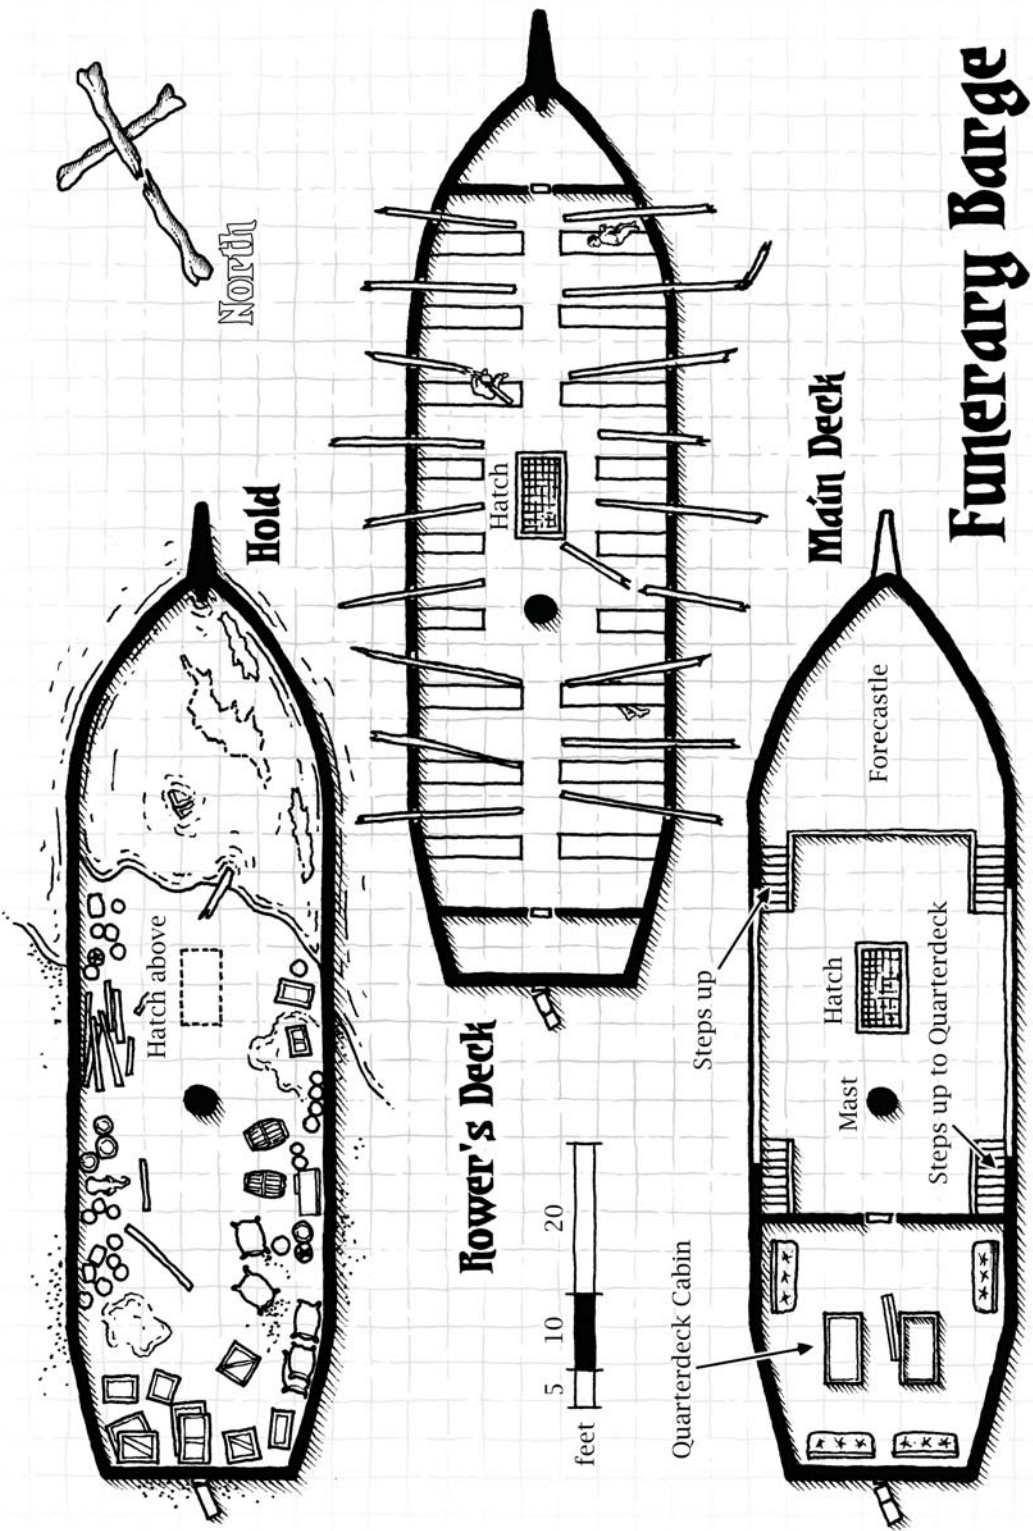 Funerary Barge
North
Hold
Hatch above
Rower's Deck
Hatch
feet
5
10
20
Main Deck
Forecastle
Steps up
Hatch
Mast
Steps up to Quarterdeck
Quarterdeck Cabin